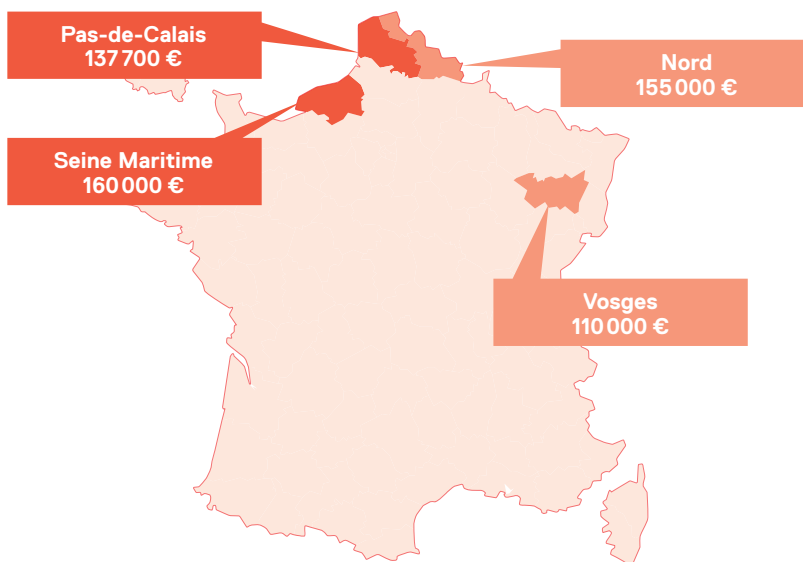 Pas-de-Calais
137 700 €
Nord
155 000 €
Seine Maritime
160 000 €
Vosges
110 000 €